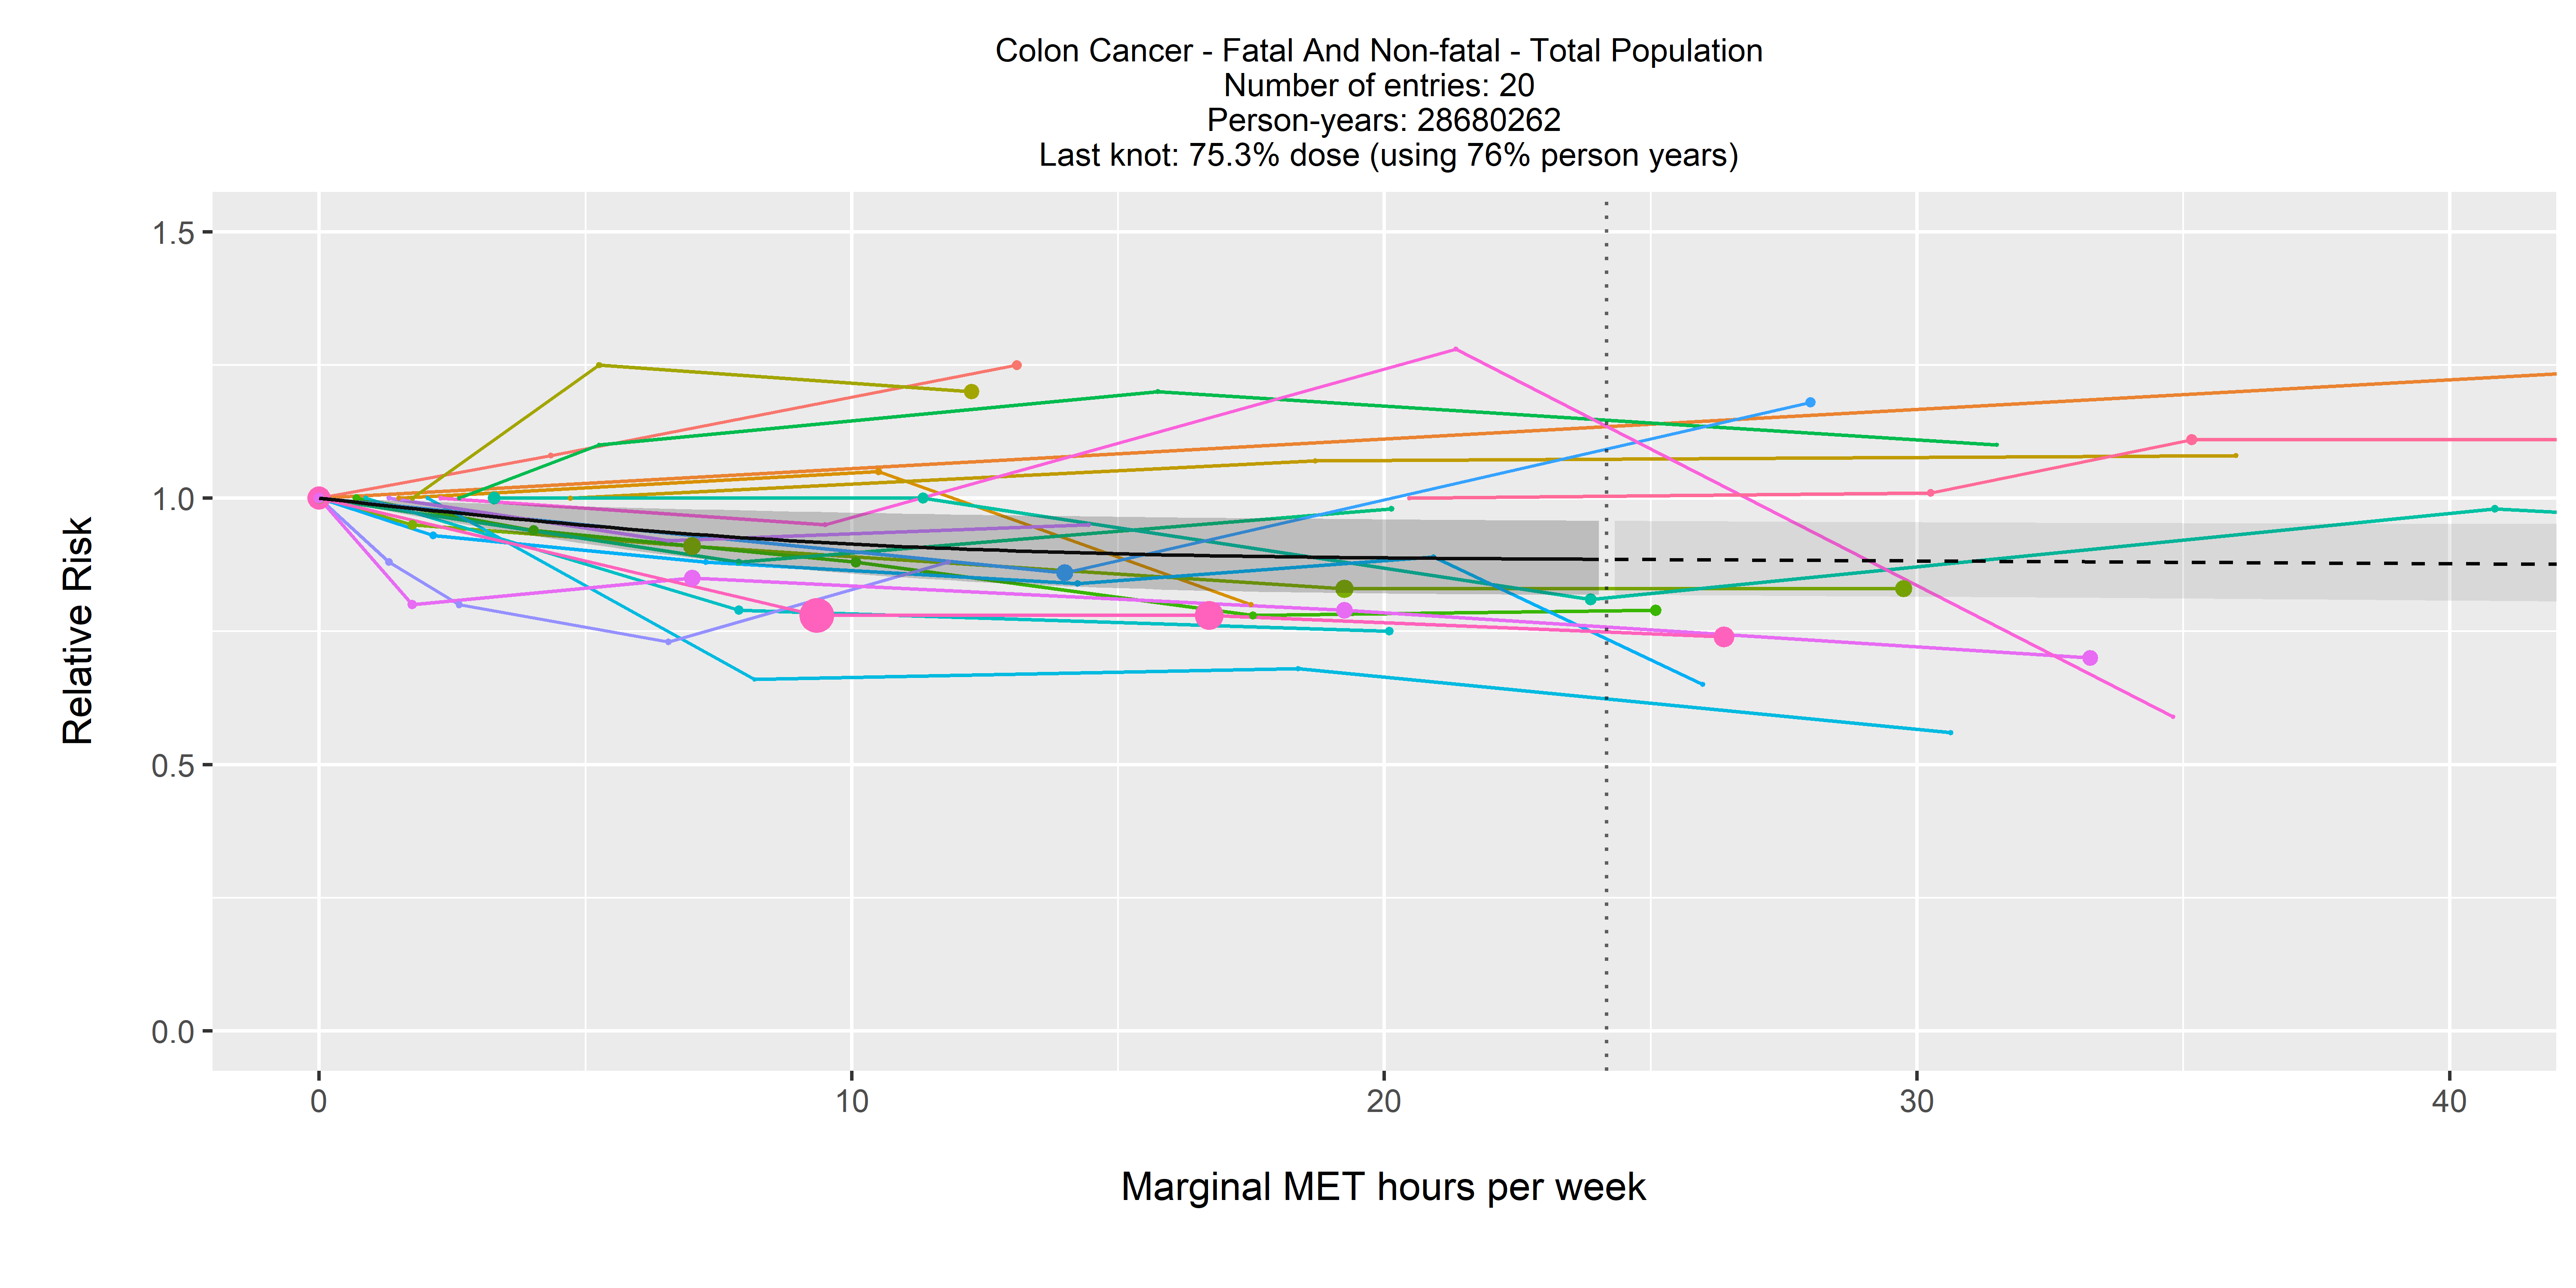 Colon Cancer - Fatal And Non-fatal - Total Population
Number of entries: 20
Person-years: 28680262
Last knot: 75.3% dose (using 76% person years)
1.5
1.0
0.5
0.0
Relative Risk
0 10 20 30 40
Marginal MET hours per week